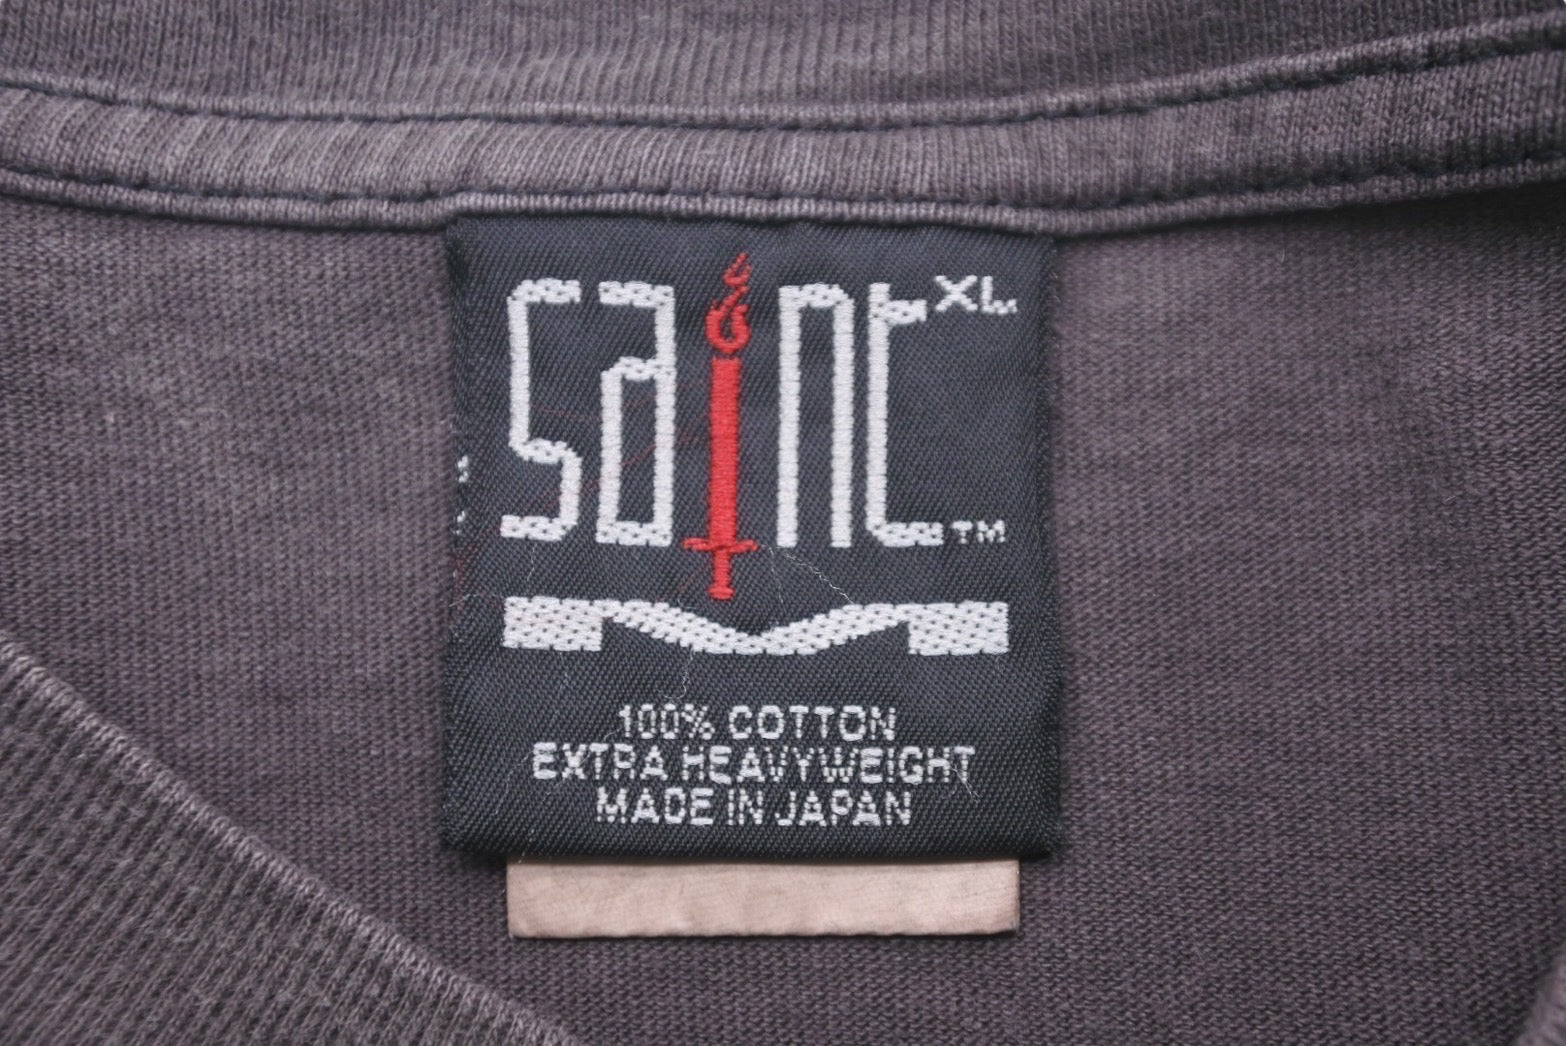 saint XL
TM
100% COTTON
EXTRA HEAVYWEIGHT
MADE IN JAPAN